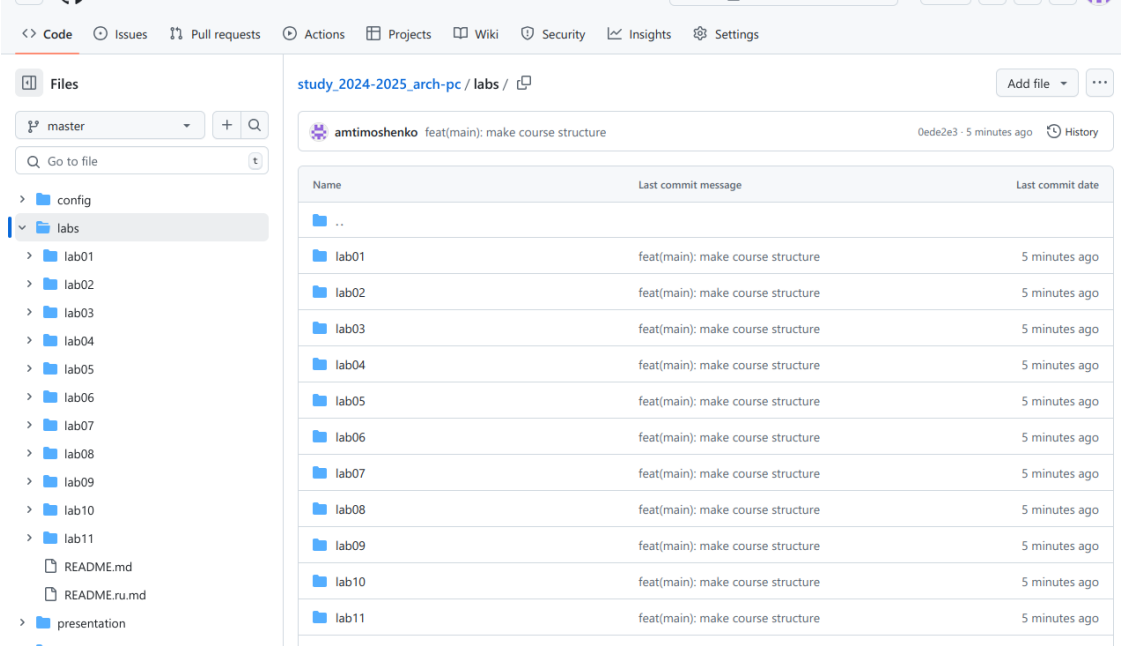 Code Issues Pull requests Actions Projects Wiki Security Insights Settings
Files
master
Go to file t
config
labs
lab01
lab02
lab03
lab04
lab05
lab06
lab07
lab08
lab09
lab10
lab11
README.md
README.ru.md
presentation
study_2024-2025_arch-pc / labs /
Add file
amtimoshenko feat(main): make course structure 0ede2e3 · 5 minutes ago History
Name Last commit message Last commit date
..
lab01 feat(main): make course structure 5 minutes ago
lab02 feat(main): make course structure 5 minutes ago
lab03 feat(main): make course structure 5 minutes ago
lab04 feat(main): make course structure 5 minutes ago
lab05 feat(main): make course structure 5 minutes ago
lab06 feat(main): make course structure 5 minutes ago
lab07 feat(main): make course structure 5 minutes ago
lab08 feat(main): make course structure 5 minutes ago
lab09 feat(main): make course structure 5 minutes ago
lab10 feat(main): make course structure 5 minutes ago
lab11 feat(main): make course structure 5 minutes ago